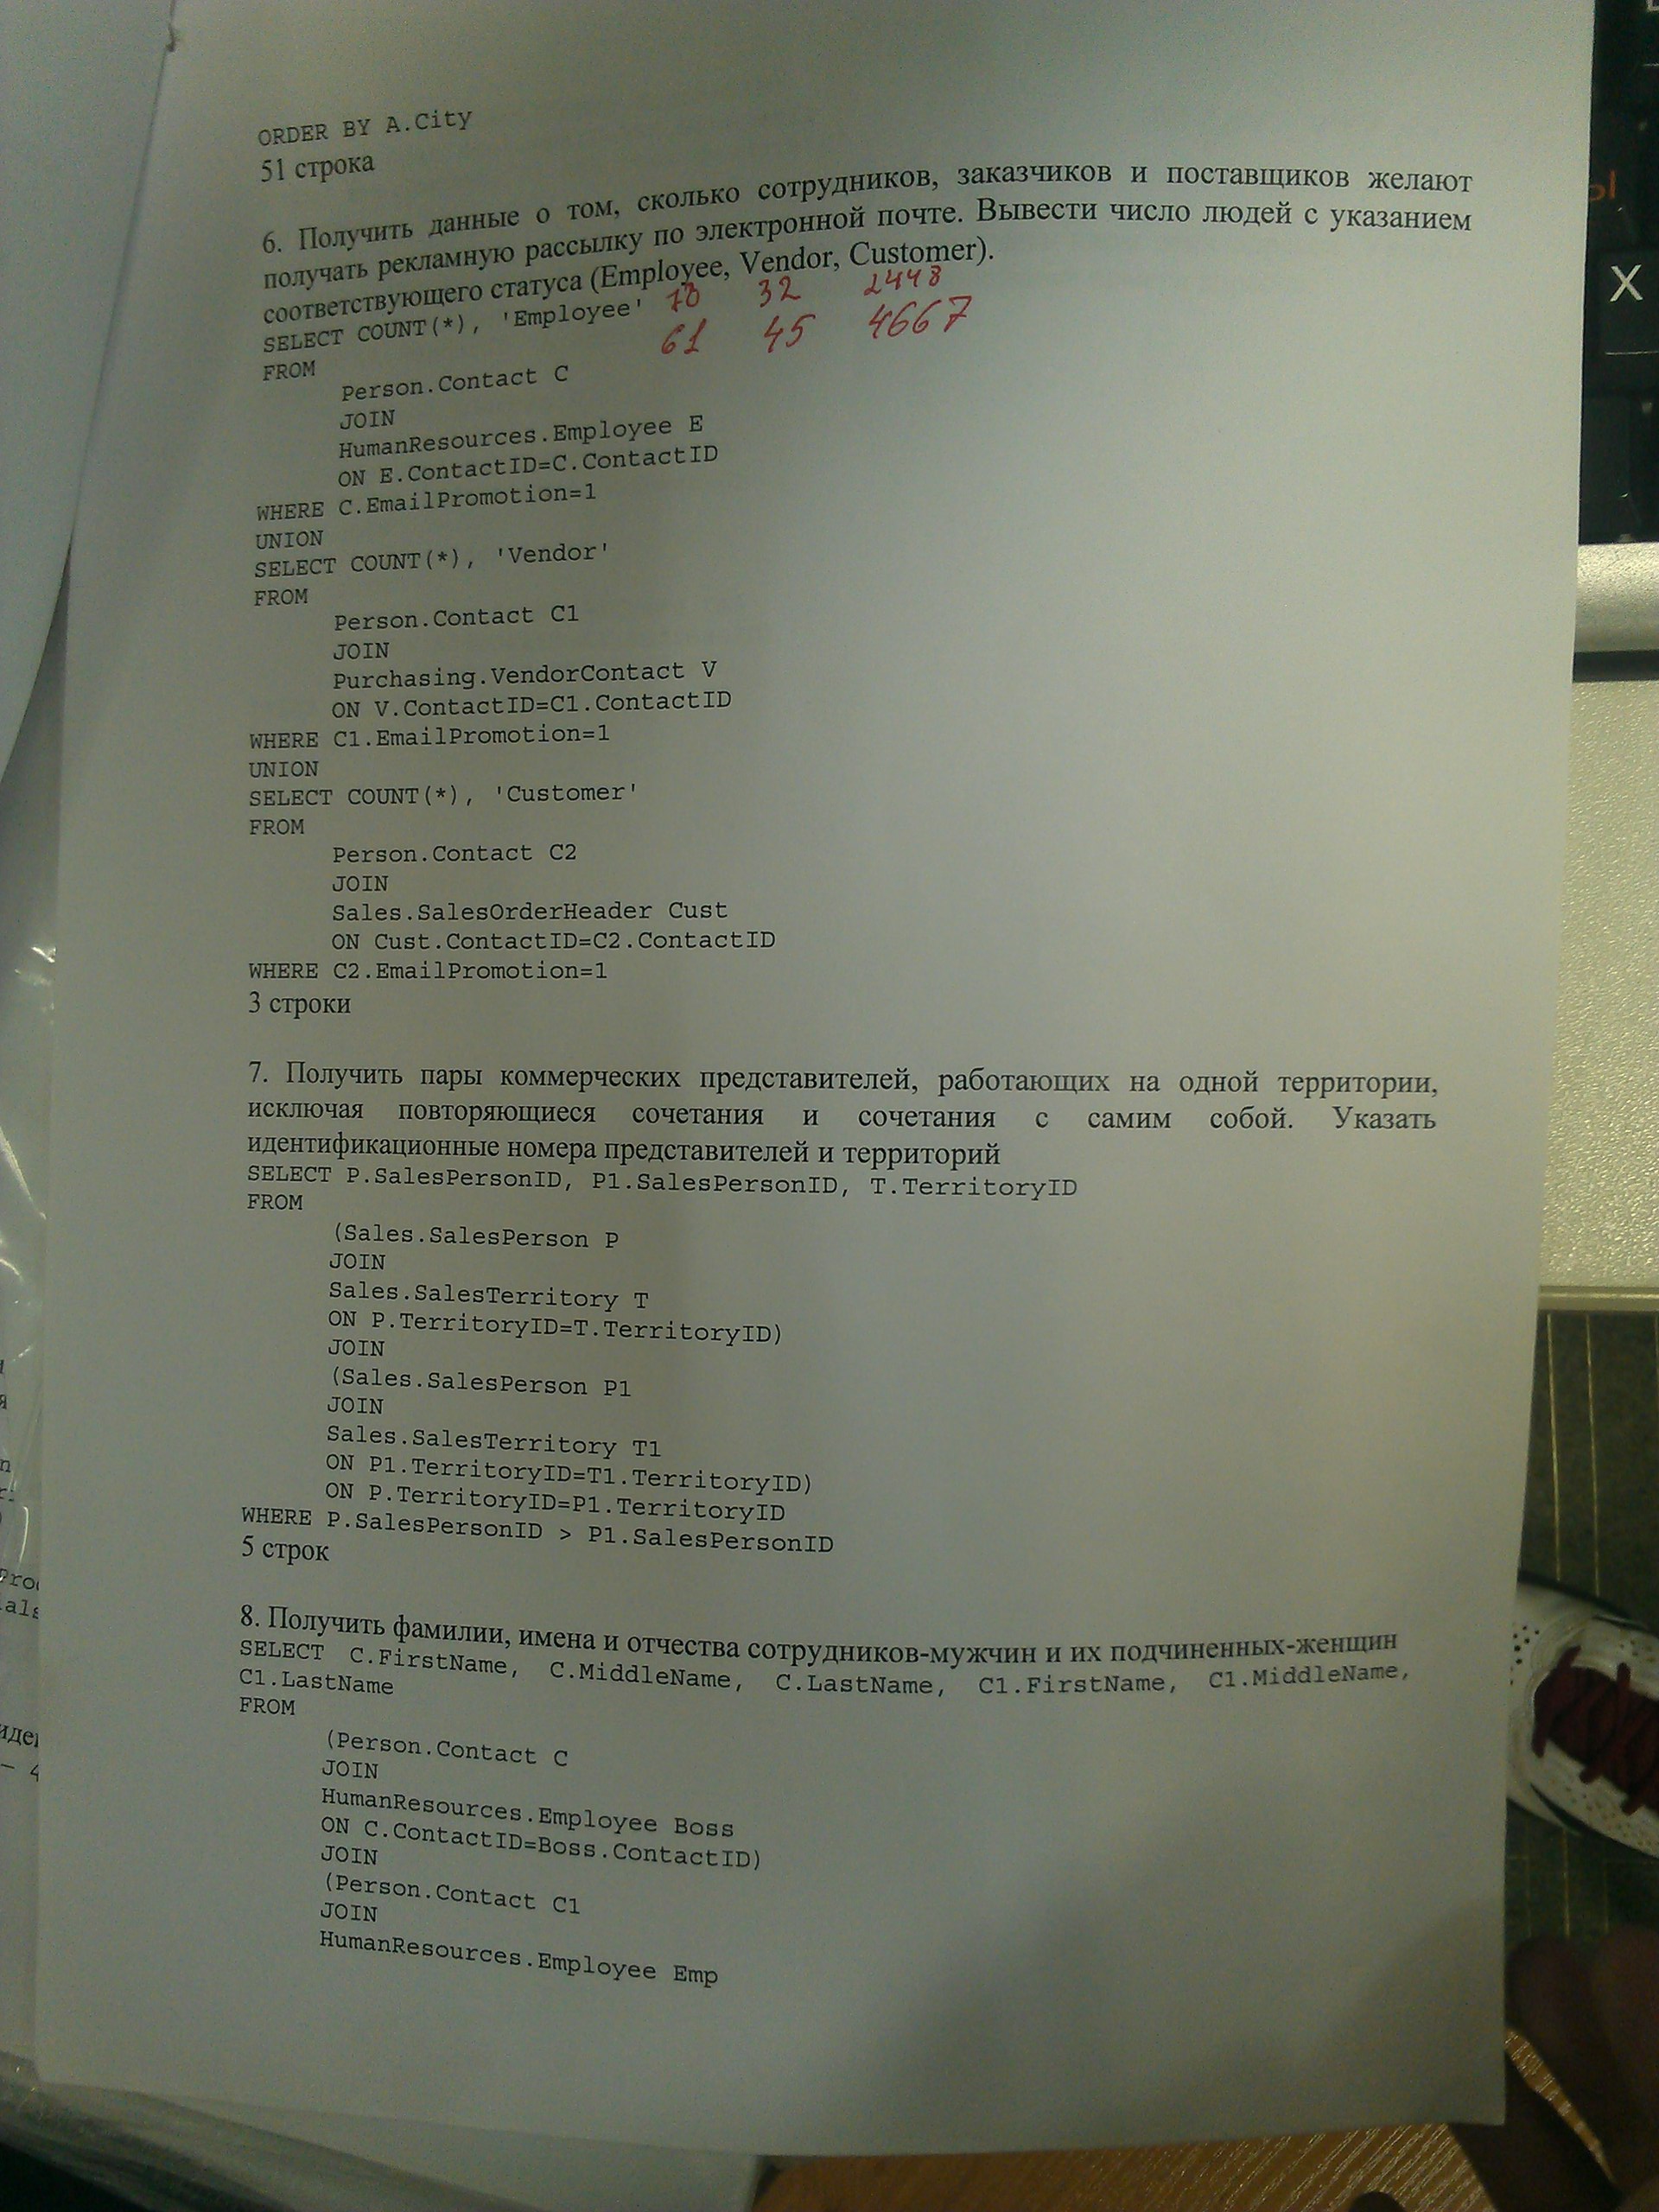 ORDER BY A.City
51 строка
6. Получить данные о том, сколько сотрудников, заказчиков и поставщиков желают
получать рекламную рассылку по электронной почте. Вывести число людей с указанием
соответствующего статуса (Employee, Vendor, Customer).
32 2448
SELECT COUNT(*), 'Employee'
61 45 4667
FROM
Person.Contact C
JOIN
HumanResources.Employee E
ON E.ContactID=C.ContactID
WHERE C.EmailPromotion=1
UNION
SELECT COUNT(*), 'Vendor'
FROM
Person.Contact C1
JOIN
Purchasing.VendorContact V
ON V.ContactID=C1.ContactID
WHERE C1.EmailPromotion=1
UNION
SELECT COUNT(*), 'Customer'
FROM
Person.Contact C2
JOIN
Sales.SalesOrderHeader Cust
ON Cust.ContactID=C2.ContactID
WHERE C2.EmailPromotion=1
3 строки
7. Получить пары коммерческих представителей, работающих на одной территории,
исключая повторяющиеся сочетания и сочетания с самим собой. Указать
идентификационные номера представителей и территорий
SELECT P.SalesPersonID, P1.SalesPersonID, T.TerritoryID
FROM
(Sales.SalesPerson P
JOIN
Sales.SalesTerritory T
ON P.TerritoryID=T.TerritoryID)
JOIN
(Sales.SalesPerson P1
JOIN
Sales.SalesTerritory T1
ON P1.TerritoryID=T1.TerritoryID)
ON P.TerritoryID=P1.TerritoryID
WHERE P.SalesPersonID > P1.SalesPersonID
5 строк
8. Получить фамилии, имена и отчества сотрудников-мужчин и их подчиненных-женщин
SELECT C.FirstName, C.MiddleName, C.LastName, C1.FirstName, C1.MiddleName,
C1.LastName
FROM
(Person.Contact C
JOIN
HumanResources.Employee Boss
ON C.ContactID=Boss.ContactID)
JOIN
(Person.Contact C1
JOIN
HumanResources.Employee Emp
X